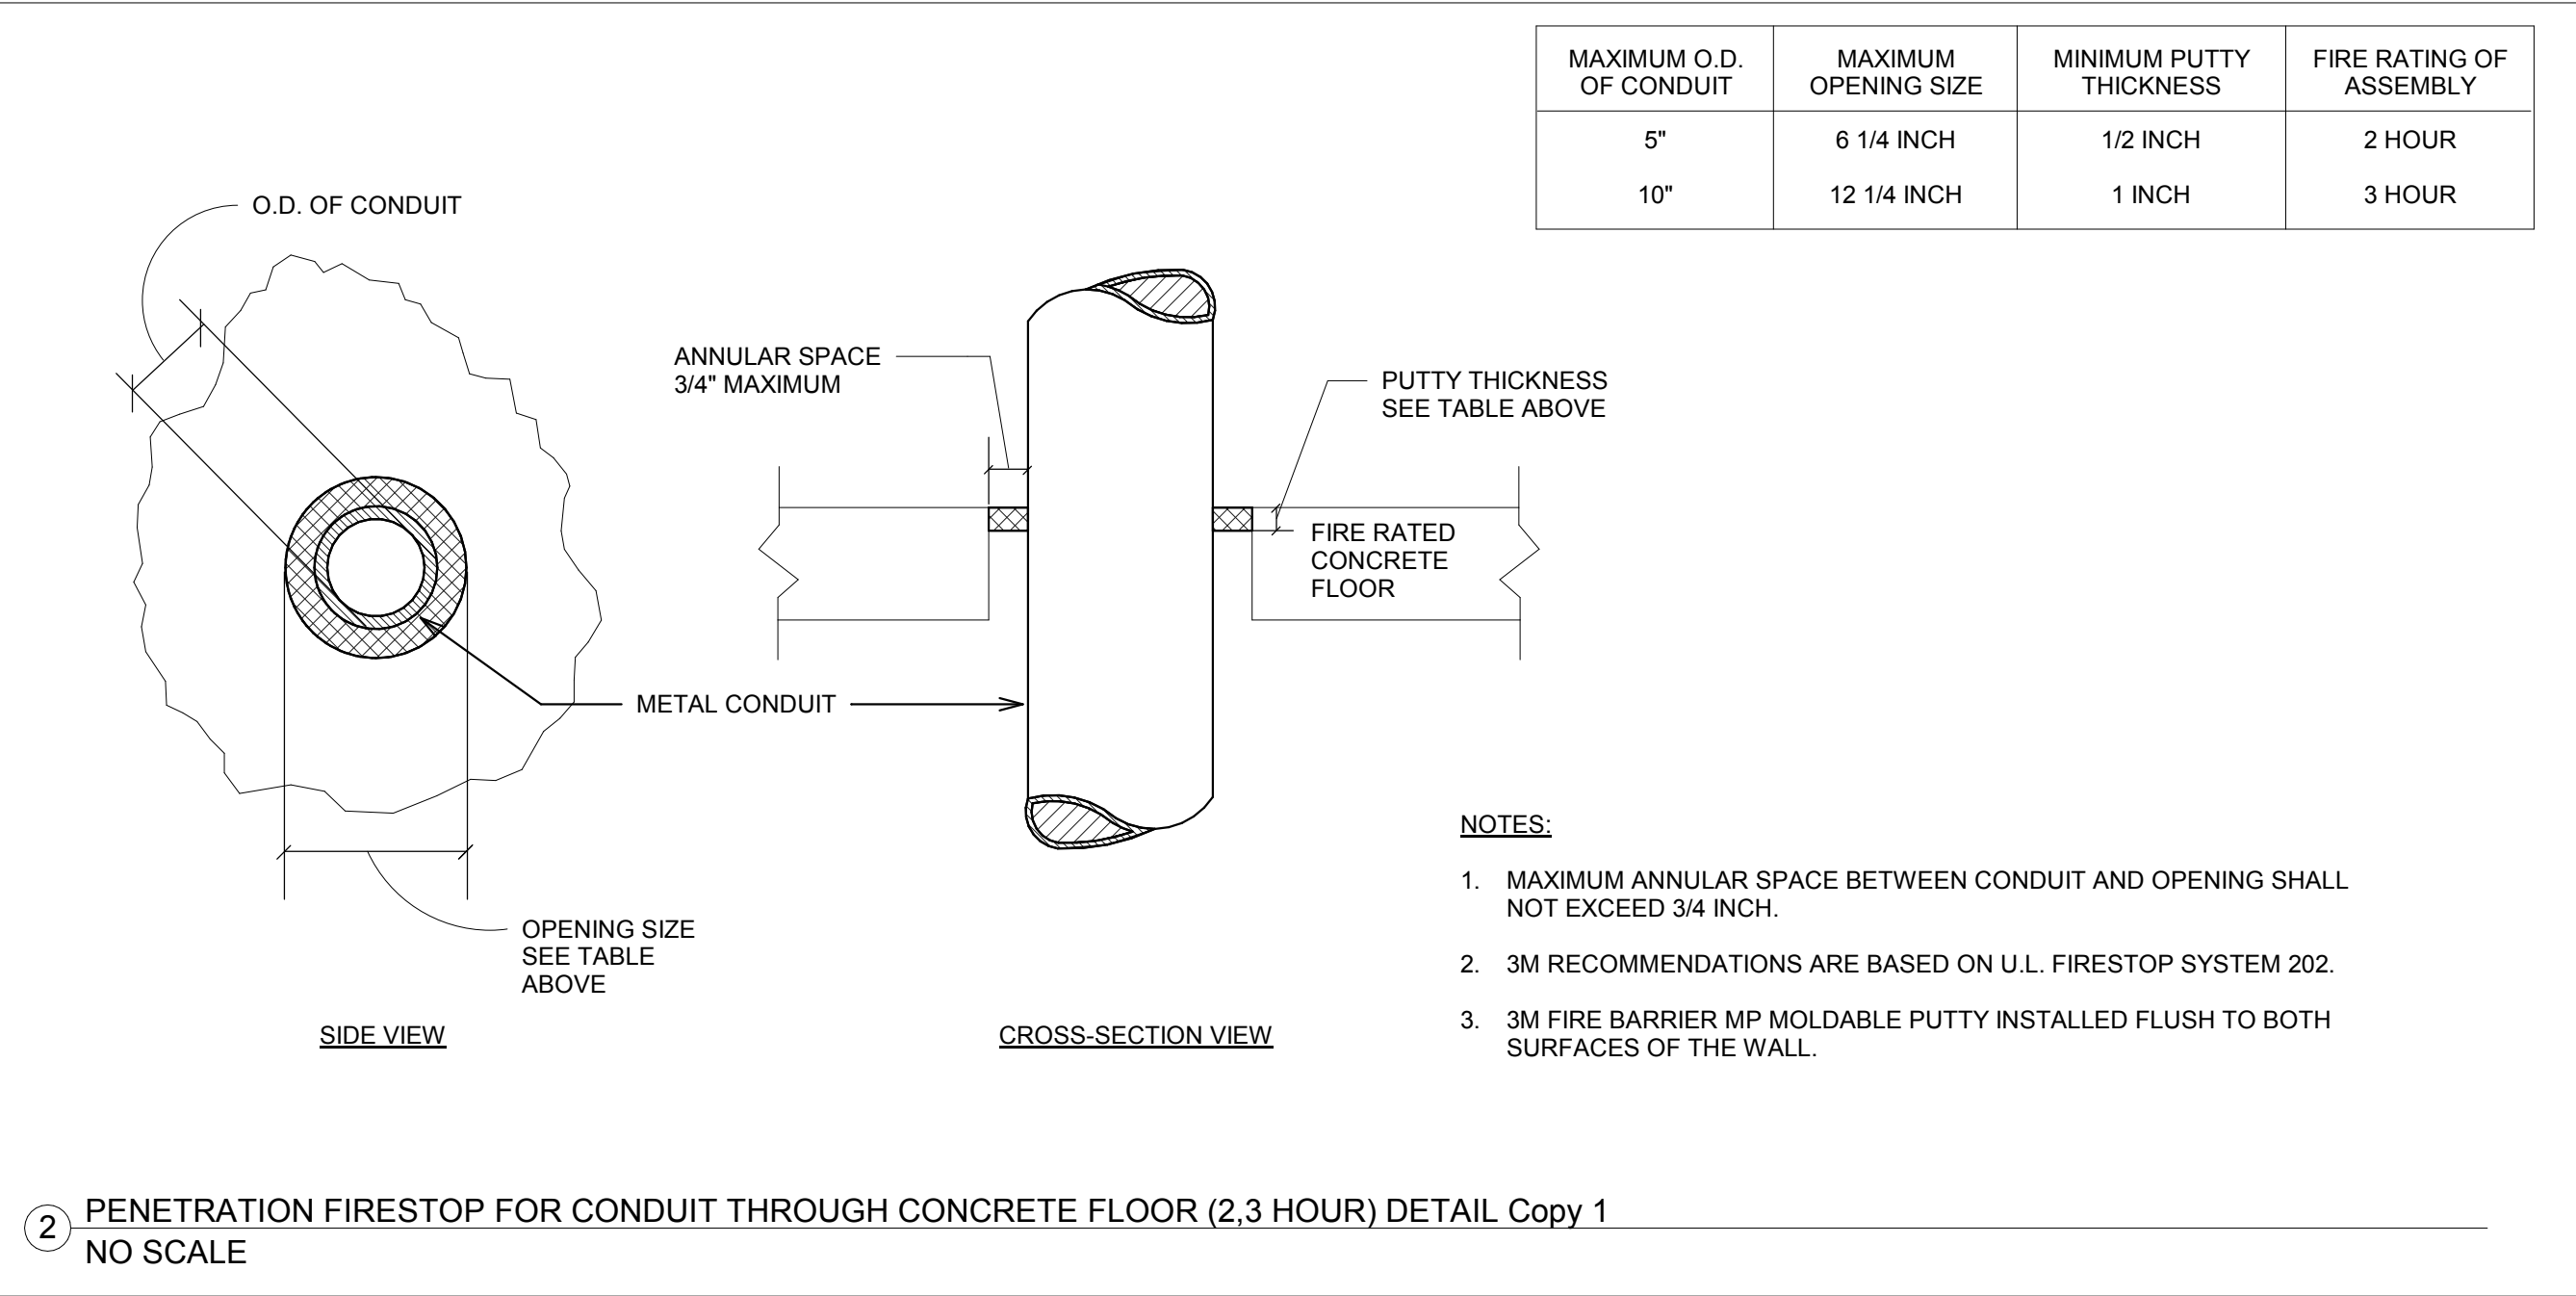 MAXIMUM O.D.
OF CONDUIT
MAXIMUM
OPENING SIZE
MINIMUM PUTTY
THICKNESS
FIRE RATING OF
ASSEMBLY
5"
6 1/4 INCH
1/2 INCH
2 HOUR
10"
12 1/4 INCH
1 INCH
3 HOUR
O.D. OF CONDUIT
ANNULAR SPACE
3/4" MAXIMUM
PUTTY THICKNESS
SEE TABLE ABOVE
FIRE RATED
CONCRETE
FLOOR
METAL CONDUIT
OPENING SIZE
SEE TABLE
ABOVE
SIDE VIEW
CROSS-SECTION VIEW
NOTES:
1. MAXIMUM ANNULAR SPACE BETWEEN CONDUIT AND OPENING SHALL
NOT EXCEED 3/4 INCH.
2. 3M RECOMMENDATIONS ARE BASED ON U.L. FIRESTOP SYSTEM 202.
3. 3M FIRE BARRIER MP MOLDABLE PUTTY INSTALLED FLUSH TO BOTH
SURFACES OF THE WALL.
2
PENETRATION FIRESTOP FOR CONDUIT THROUGH CONCRETE FLOOR (2,3 HOUR) DETAIL Copy 1
NO SCALE